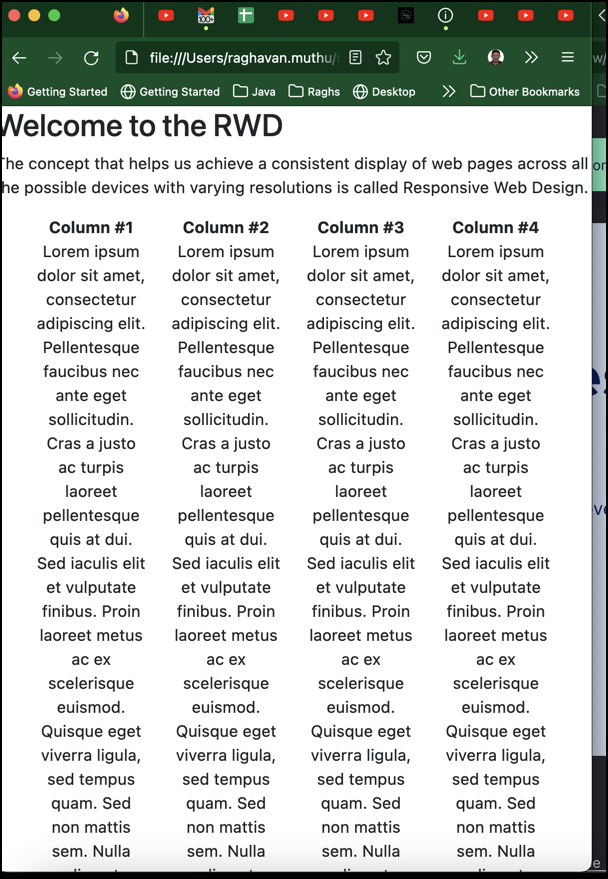 100+
file:///Users/raghavan.muthu/
Getting Started Getting Started Java Raghs Desktop Other Bookmarks
Welcome to the RWD
The concept that helps us achieve a consistent display of web pages across all
he possible devices with varying resolutions is called Responsive Web Design.
Column #1 Column #2 Column #3 Column #4
Lorem ipsum Lorem ipsum Lorem ipsum Lorem ipsum
dolor sit amet, dolor sit amet, dolor sit amet, dolor sit amet,
consectetur consectetur consectetur consectetur
adipiscing elit. adipiscing elit. adipiscing elit. adipiscing elit.
Pellentesque Pellentesque Pellentesque Pellentesque
faucibus nec faucibus nec faucibus nec faucibus nec
ante eget ante eget ante eget ante eget
sollicitudin. sollicitudin. sollicitudin. sollicitudin.
Cras a justo Cras a justo Cras a justo Cras a justo
ac turpis ac turpis ac turpis ac turpis
laoreet laoreet laoreet laoreet
pellentesque pellentesque pellentesque pellentesque
quis at dui. quis at dui. quis at dui. quis at dui.
Sed iaculis elit Sed iaculis elit Sed iaculis elit Sed iaculis elit
et vulputate et vulputate et vulputate et vulputate
finibus. Proin finibus. Proin finibus. Proin finibus. Proin
laoreet metus laoreet metus laoreet metus laoreet metus
ac ex ac ex ac ex ac ex
scelerisque scelerisque scelerisque scelerisque
euismod. euismod. euismod. euismod.
Quisque eget Quisque eget Quisque eget Quisque eget
viverra ligula, viverra ligula, viverra ligula, viverra ligula,
sed tempus sed tempus sed tempus sed tempus
quam. Sed quam. Sed quam. Sed quam. Sed
non mattis non mattis non mattis non mattis
sem. Nulla sem. Nulla sem. Nulla sem. Nulla